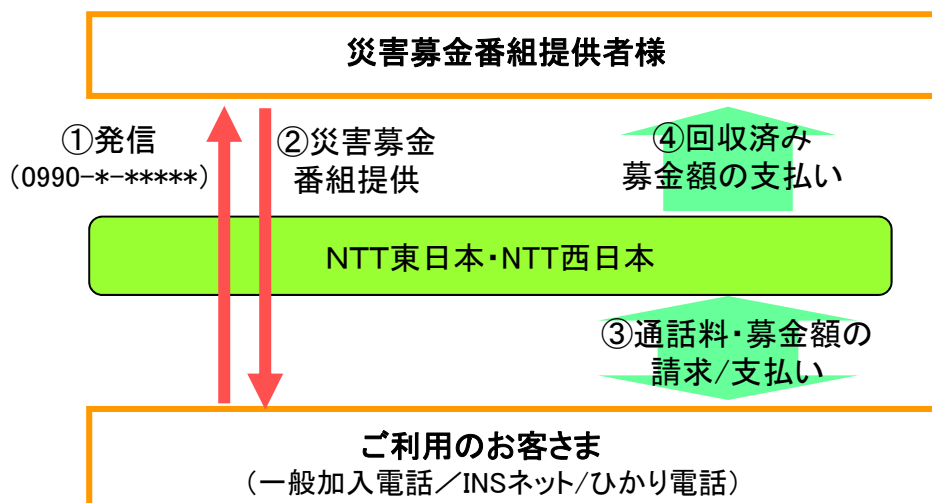 災害募金番組提供者様
①発信
（0990-*-*****）
②災害募金
番組提供
④回収済み
募金額の支払い
NTT東日本・NTT西日本
③通話料・募金額の
請求/支払い
ご利用のお客さま
（一般加入電話／INSネット/ひかり電話）